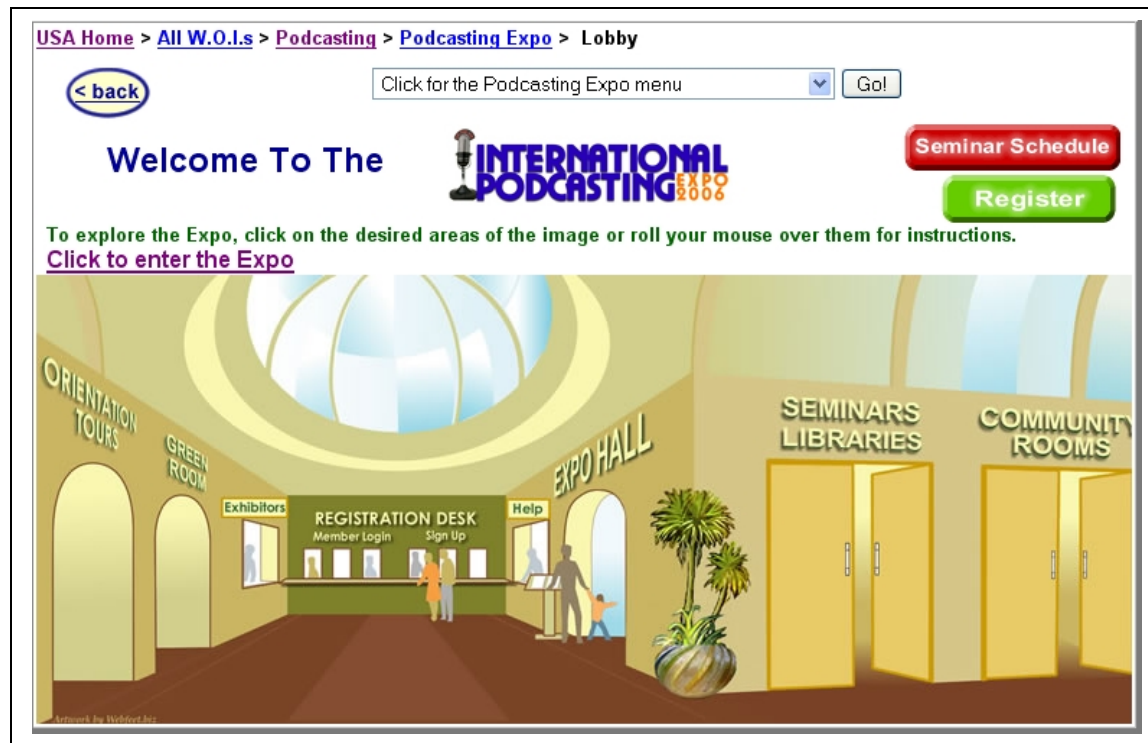 USA Home > All W.O.I.s > Podcasting > Podcasting Expo > Lobby
< back
Click for the Podcasting Expo menu
Go!
Welcome To The
INTERNATIONAL
PODCASTING EXPO
2006
Seminar Schedule
Register
To explore the Expo, click on the desired areas of the image or roll your mouse over them for instructions.
Click to enter the Expo
ORIENTATION
TOURS
GREEN
ROOM
Exhibitors
REGISTRATION DESK
Member Login Sign Up
Help
EXPO HALL
SEMINARS
LIBRARIES
COMMUNITY
ROOMS
Artwork by Webfeet.biz